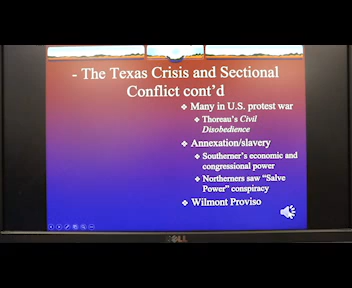 - The Texas Crisis and Sectional
Conflict cont'd
Many in U.S. protest war
Thoreau's Civil
Disobedience
Annexation/slavery
Southerner's economic and
congressional power
Northerners saw "Salve
Power" conspiracy
Wilmont Proviso
DELL